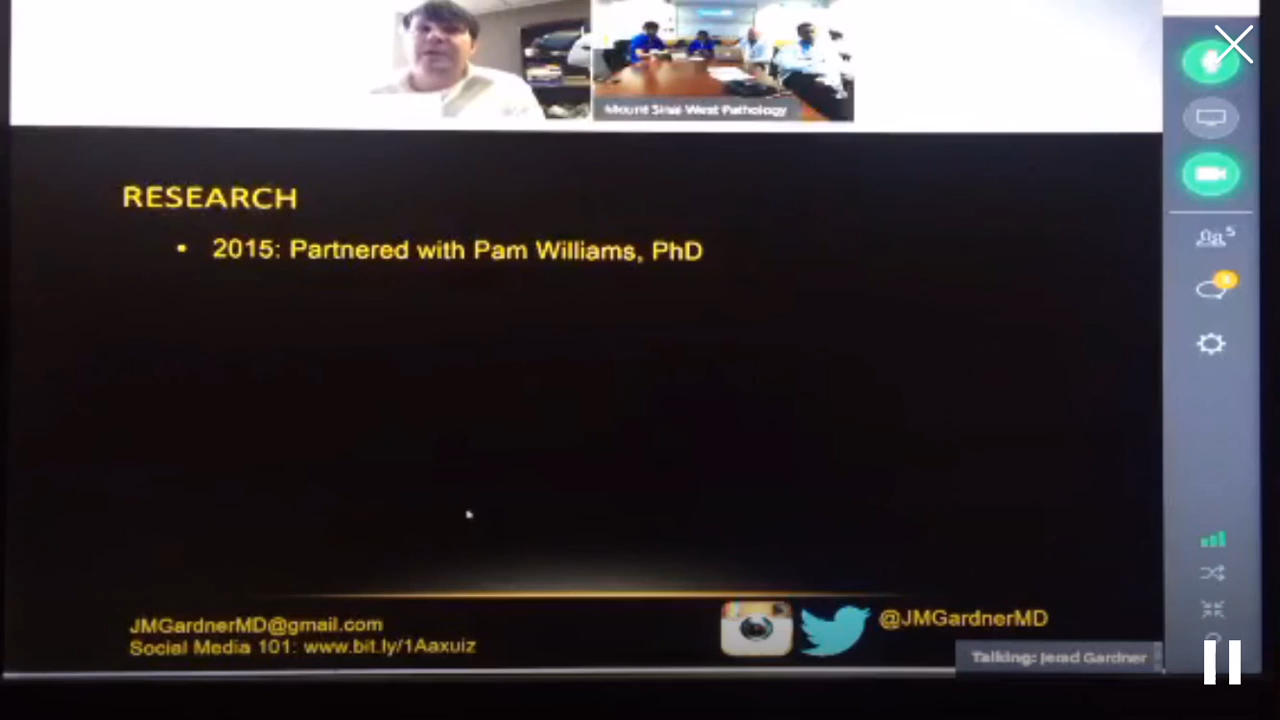 Mount Sinai West Pathology
RESEARCH
• 2015: Partnered with Pam Williams, PhD
5
JMGardnerMD@gmail.com
@JMGardnerMD
Social Media 101: www.bit.ly/1Aaxuiz
Talking: Jerad Gardner